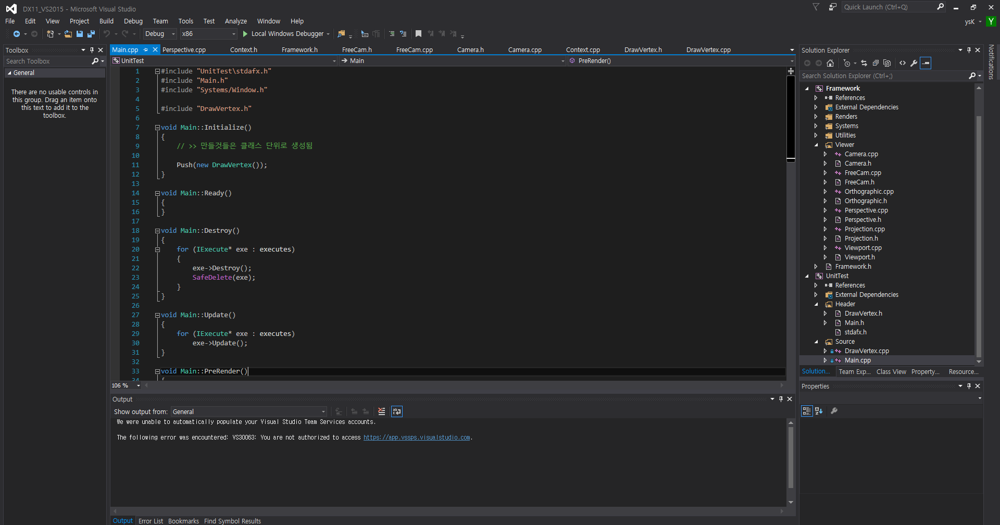 DX11_VS2015 - Microsoft Visual Studio
Quick Launch (Ctrl+Q)
File Edit View Project Build Debug Team Tools Test Analyze Window Help
ysK Y
Debug x86 Local Windows Debugger
Toolbox
Search Toolbox
General
There are no usable controls in
this group. Drag an item onto
this text to add it to the
toolbox.
Main.cpp Perspective.cpp Context.h Framework.h FreeCam.h FreeCam.cpp Camera.h Camera.cpp Context.cpp DrawVertex.h DrawVertex.cpp
UnitTest Main PreRender()
1 #include "UnitTest\stdafx.h"
2 #include "Main.h"
3 #include "Systems/Window.h"
4
5 #include "DrawVertex.h"
6
7 void Main::Initialize()
8 {
9 // >> 만들것들은 클래스 단위로 생성됨
10
11 Push(new DrawVertex());
12 }
13
14 void Main::Ready()
15 {
16 }
17
18 void Main::Destroy()
19 {
20 for (IExecute* exe : executes)
21 {
22 exe->Destroy();
23 SafeDelete(exe);
24 }
25 }
26
27 void Main::Update()
28 {
29 for (IExecute* exe : executes)
30 exe->Update();
31 }
32
33 void Main::PreRender()
34 {
106 %
Output
Show output from: General
We were unable to automatically populate your Visual Studio Team Services accounts.
The following error was encountered: VS30063: You are not authorized to access https://app.vssps.visualstudio.com.
Output Error List Bookmarks Find Symbol Results
Solution Explorer
Search Solution Explorer (Ctrl+;)
Framework
References
External Dependencies
Renders
Systems
Utilities
Viewer
Camera.cpp
Camera.h
FreeCam.cpp
FreeCam.h
Orthographic.cpp
Orthographic.h
Perspective.cpp
Perspective.h
Projection.cpp
Projection.h
Viewport.cpp
Viewport.h
Framework.h
UnitTest
References
External Dependencies
Header
DrawVertex.h
Main.h
stdafx.h
Source
DrawVertex.cpp
Main.cpp
Solution... Team Exp... Class View Property... Resource...
Properties
Notifications